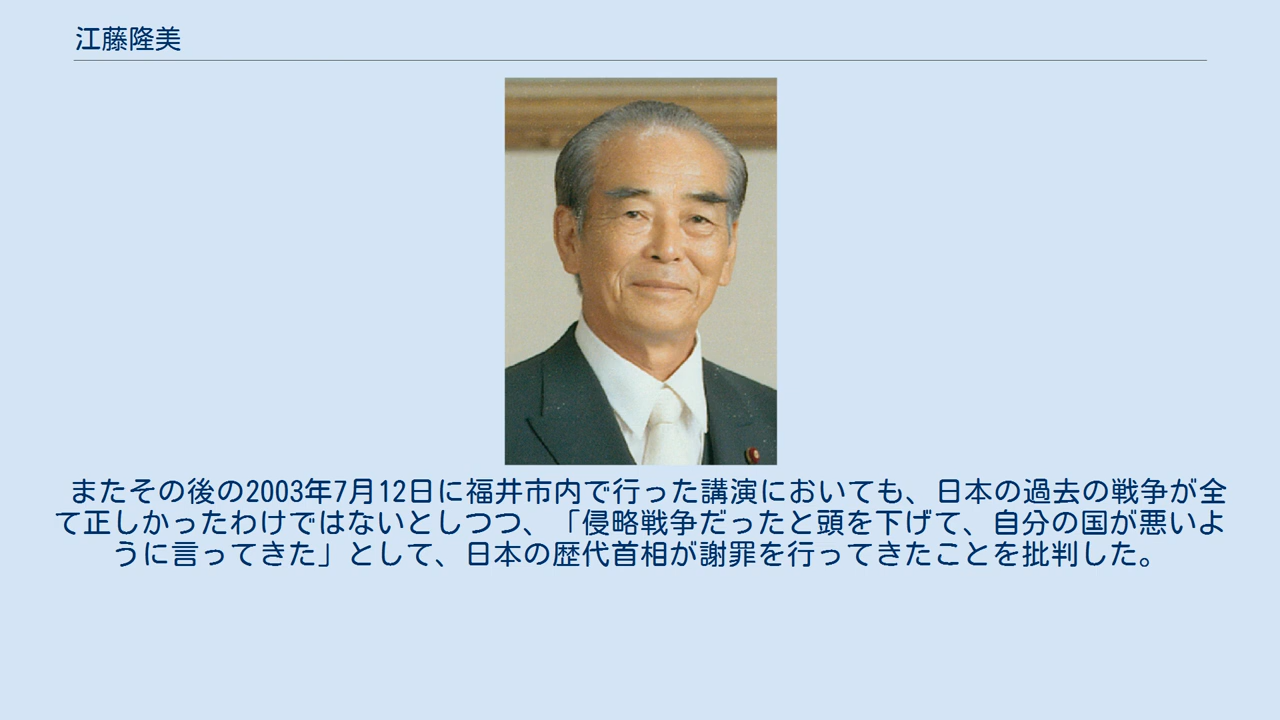 江藤隆美
またその後の2003年7月12日に福井市内で行った講演においても、日本の過去の戦争が全
て正しかったわけではないとしつつ、「侵略戦争だったと頭を下げて、自分の国が悪いよ
うに言ってきた」として、日本の歴代首相が謝罪を行ってきたことを批判した。